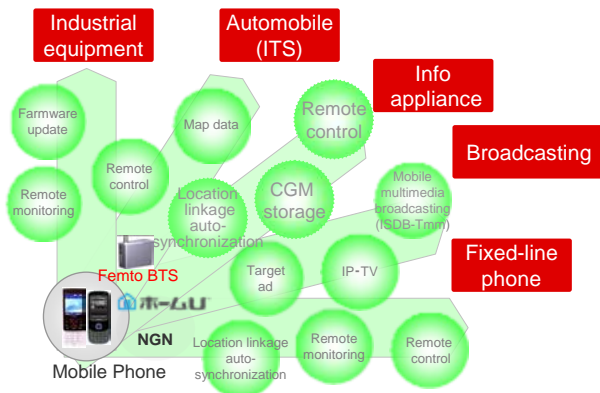 Industrial
equipment
Automobile
(ITS)
Info
appliance
Broadcasting
Fixed-line
phone
Farmware
update
Remote
monitoring
Remote
control
Map data
Location
linkage
auto-
synchronization
Remote
control
CGM
storage
Mobile
multimedia
broadcasting
(ISDB-Tmm)
Target
ad
IP-TV
Location linkage
auto-
synchronization
Remote
monitoring
Remote
control
Femto BTS
ホームU
NGN
Mobile Phone